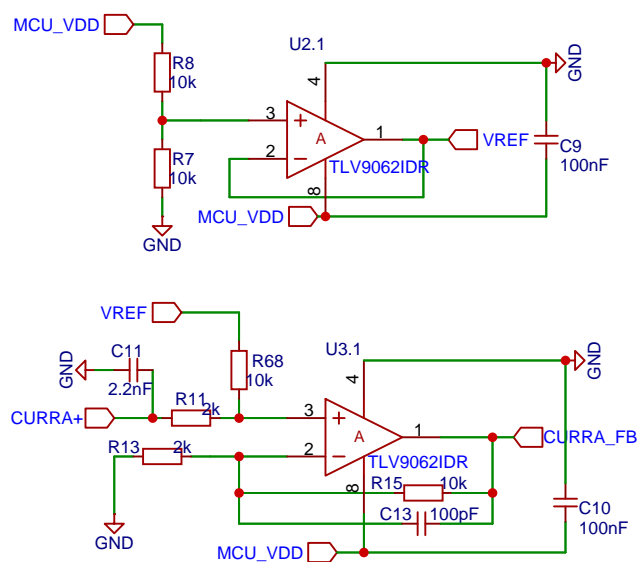 MCU_VDD
R8
10k
R7
10k
GND
U2.1
4
3
2
A
1
8
TLV9062IDR
MCU_VDD
VREF
GND
C9
100nF
VREF
GND
C11
2.2nF
R68
10k
CURRA+
R11
2k
R13
2k
GND
U3.1
4
3
2
A
1
8
TLV9062IDR
CURRA_FB
R15
10k
C13
100pF
MCU_VDD
GND
C10
100nF